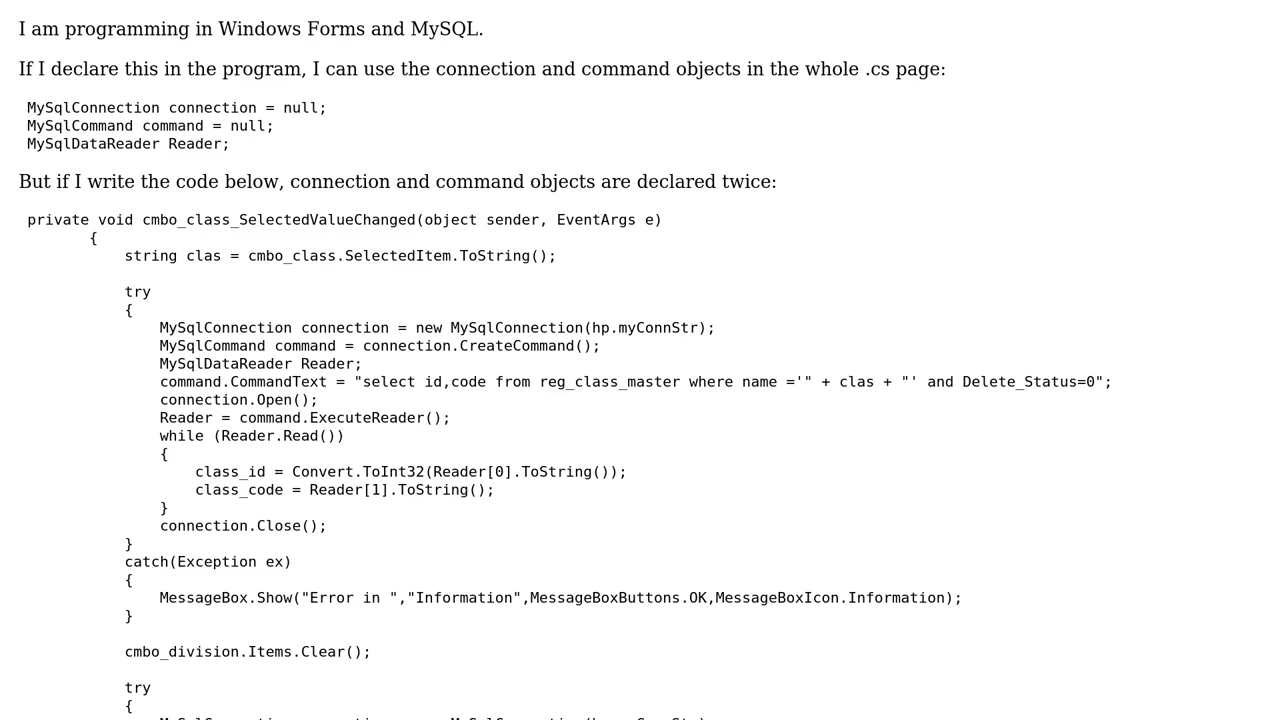 I am programming in Windows Forms and MySQL.
If I declare this in the program, I can use the connection and command objects in the whole .cs page:
MySqlConnection connection = null;
MySqlCommand command = null;
MySqlDataReader Reader;
But if I write the code below, connection and command objects are declared twice:
private void cmbo_class_SelectedValueChanged(object sender, EventArgs e)
{
string clas = cmbo_class.SelectedItem.ToString();
try
{
MySqlConnection connection = new MySqlConnection(hp.myConnStr);
MySqlCommand command = connection.CreateCommand();
MySqlDataReader Reader;
command.CommandText = "select id,code from reg_class_master where name ='" + clas + "' and Delete_Status=0";
connection.Open();
Reader = command.ExecuteReader();
while (Reader.Read())
{
class_id = Convert.ToInt32(Reader[0].ToString());
class_code = Reader[1].ToString();
}
connection.Close();
}
catch(Exception ex)
{
MessageBox.Show("Error in ","Information",MessageBoxButtons.OK,MessageBoxIcon.Information);
}
cmbo_division.Items.Clear();
try
{